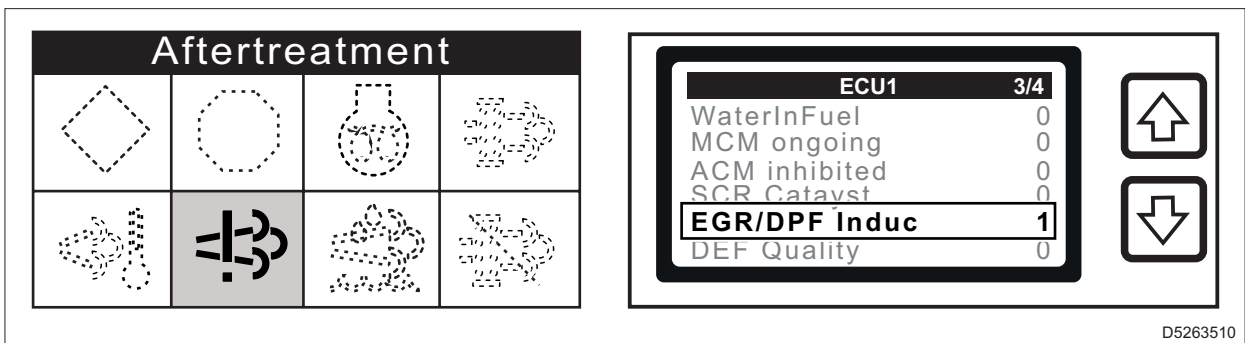 Aftertreatment
ECU1 3/4
WaterInFuel 0
MCM ongoing 0
ACM inhibited 0
SCR Catayst 0
EGR/DPF Induc 1
DEF Quality 0
D5263510